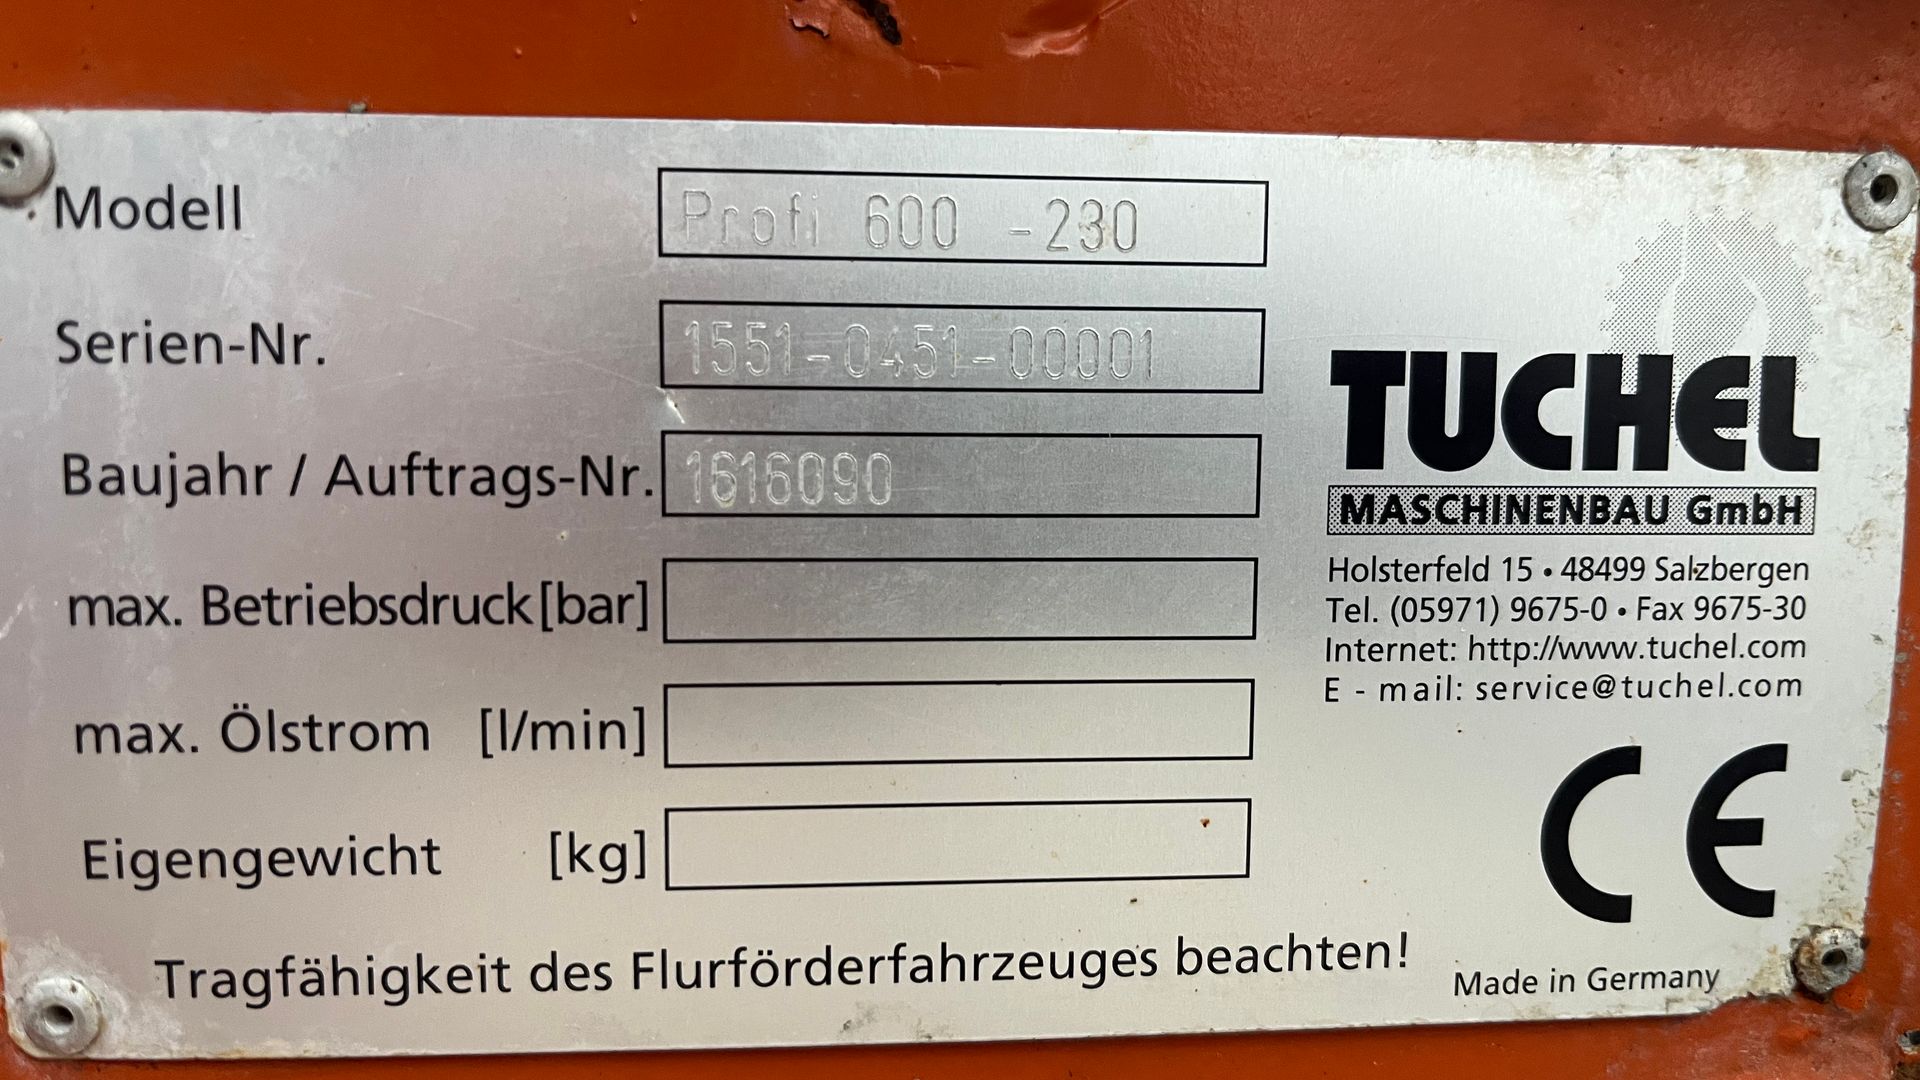 Modell Profi 600 -230
Serien-Nr. 1551-0451-00001
Baujahr / Auftrags-Nr. 1616090
max. Betriebsdruck [bar]
max. Ölstrom [l/min]
Eigengewicht [kg]
Tragfähigkeit des Flurförderfahrzeuges beachten!
TUCHEL
MASCHINENBAU GmbH
Holsterfeld 15 • 48499 Salzbergen
Tel. (05971) 9675-0 • Fax 9675-30
Internet: http://www.tuchel.com
E - mail: service@tuchel.com
CE
Made in Germany